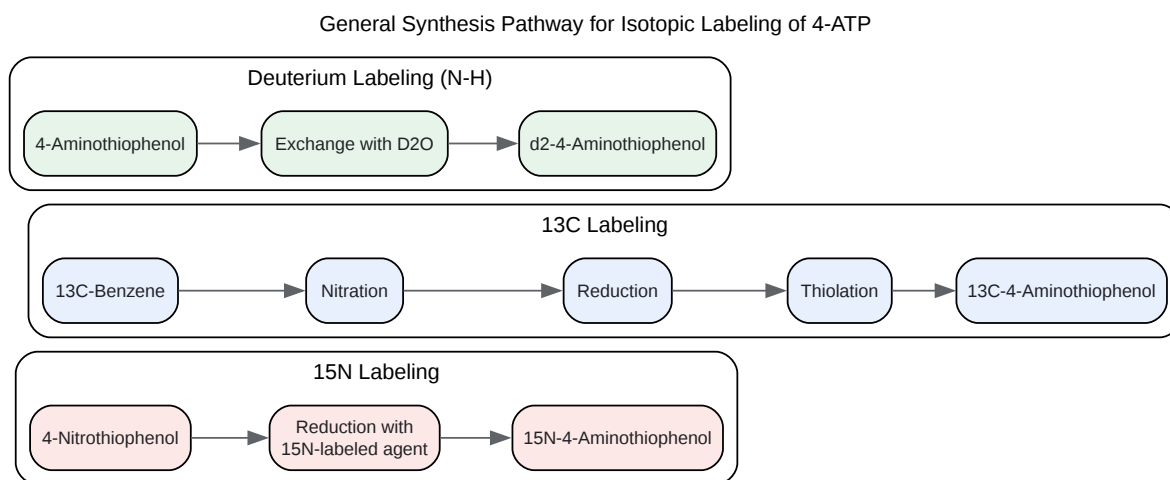 General Synthesis Pathway for Isotopic Labeling of 4-ATP
Deuterium Labeling (N-H)
4-Aminothiophenol
Exchange with D2O
d2-4-Aminothiophenol
13C Labeling
13C-Benzene
Nitration
Reduction
Thiolation
13C-4-Aminothiophenol
15N Labeling
4-Nitrothiophenol
Reduction with
15N-labeled agent
15N-4-Aminothiophenol